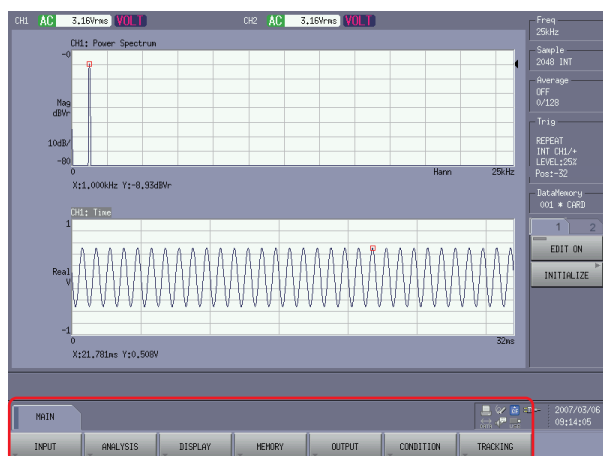 CH1 AC 3.16Vrms VOLT CH2 AC 3.16Vrms VOLT
CH1: Power Spectrum
-0
Mag
dBVr
10dB/
-80
0 Hann 25kHz
X:1.000kHz Y:-8.93dBVr
CH1: Time
1
Real
V
-1
0 32ms
X:21.781ms Y:0.508V
Freq
25kHz
Sample
2048 INT
Average
OFF
0/128
Trig
REPEAT
INT CH1/+
LEVEL:25%
Pos:-32
DataMemory
001 * CARD
1 2
EDIT ON
INITIALIZE
MAIN
2007/03/06
09:14:05
INPUT ANALYSIS DISPLAY MEMORY OUTPUT CONDITION TRACKING